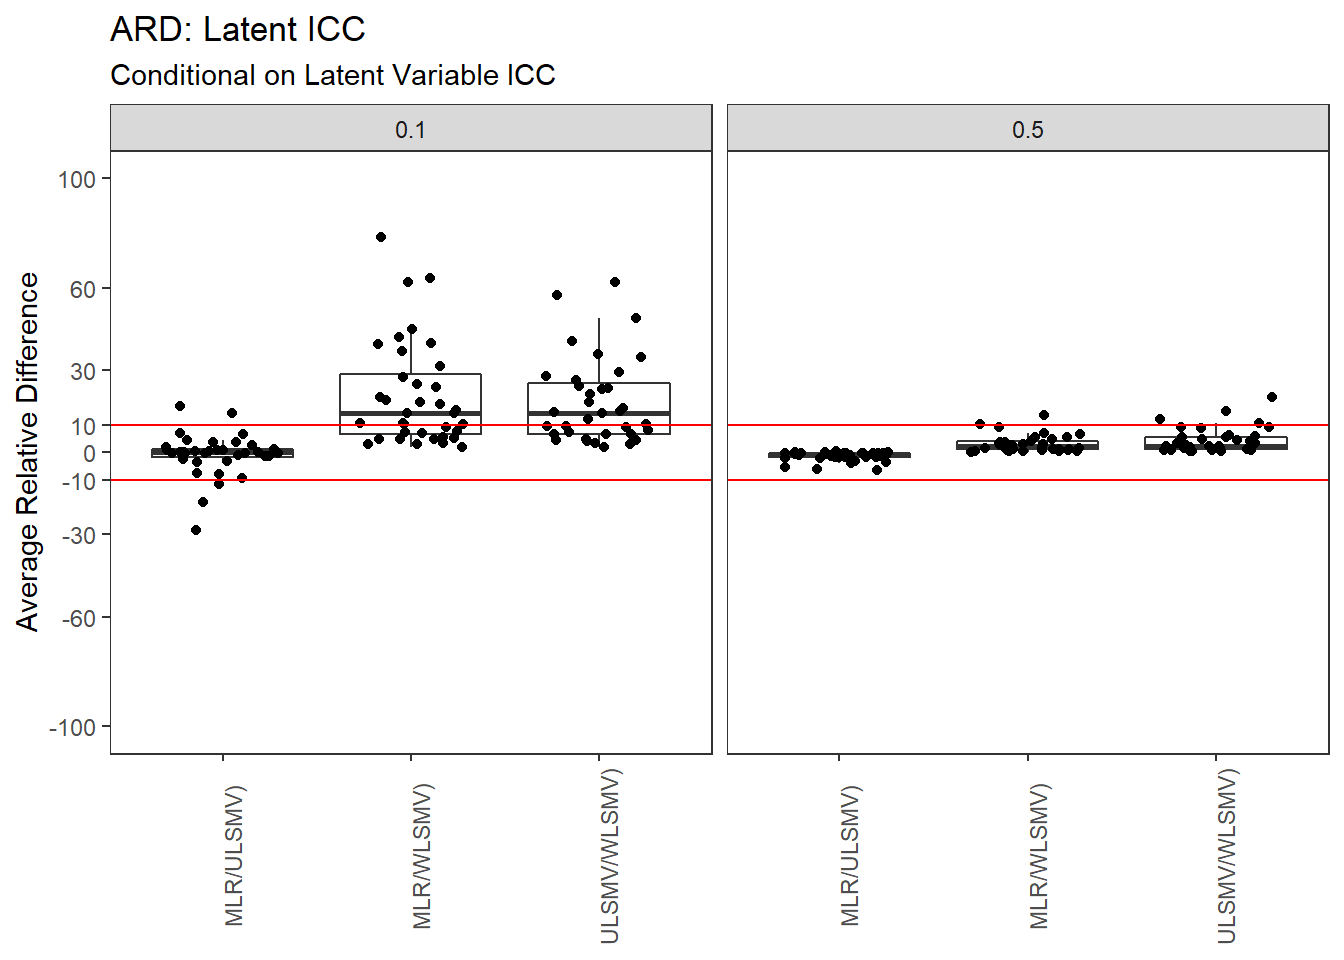 ARD: Latent ICC
Conditional on Latent Variable ICC
0.1
0.5
Average Relative Difference
100
60
30
10
0
-10
-30
-60
-100
MLR/ULSMV)
MLR/WLSMV)
ULSMV/WLSMV)
MLR/ULSMV)
MLR/WLSMV)
ULSMV/WLSMV)